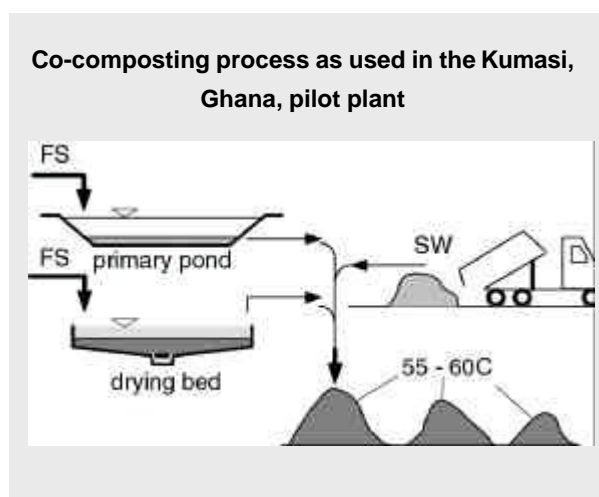 Co-composting process as used in the Kumasi,
Ghana, pilot plant
FS
SW
FS
primary pond
drying bed
55 - 60C